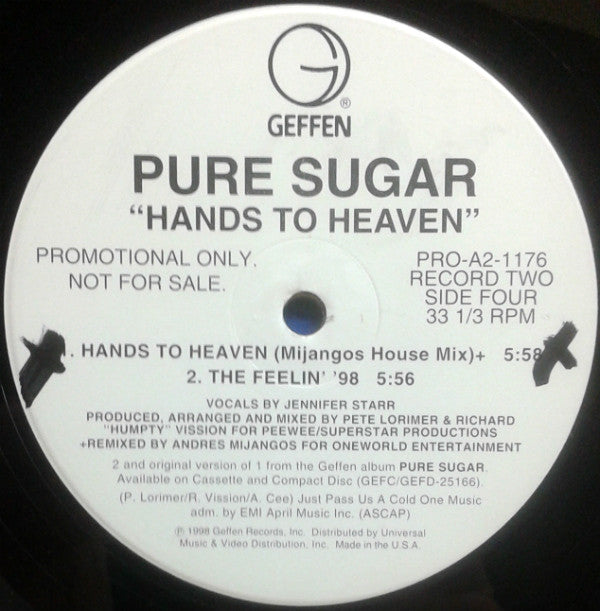 G
®
GEFFEN
PURE SUGAR
“HANDS TO HEAVEN”
PROMOTIONAL ONLY.
NOT FOR SALE.
PRO-A2-1176
RECORD TWO
SIDE FOUR
33 1/3 RPM
1. HANDS TO HEAVEN (Mijangos House Mix)+ 5:58
2. THE FEELIN' '98 5:56
VOCALS BY JENNIFER STARR
PRODUCED, ARRANGED AND MIXED BY PETE LORIMER & RICHARD
"HUMPTY" VISSION FOR PEEWEE/SUPERSTAR PRODUCTIONS
+REMIXED BY ANDRES MIJANGOS FOR ONEWORLD ENTERTAINMENT
2 and original version of 1 from the Geffen album PURE SUGAR.
Available on Cassette and Compact Disc (GEFC/GEFD-25166).
(P. Lorimer/R. Vission/A. Cee) Just Pass Us A Cold One Music
adm. by EMI April Music Inc. (ASCAP)
℗ 1998 Geffen Records, Inc. Distributed by Universal
Music & Video Distribution, Inc. Made in the U.S.A.